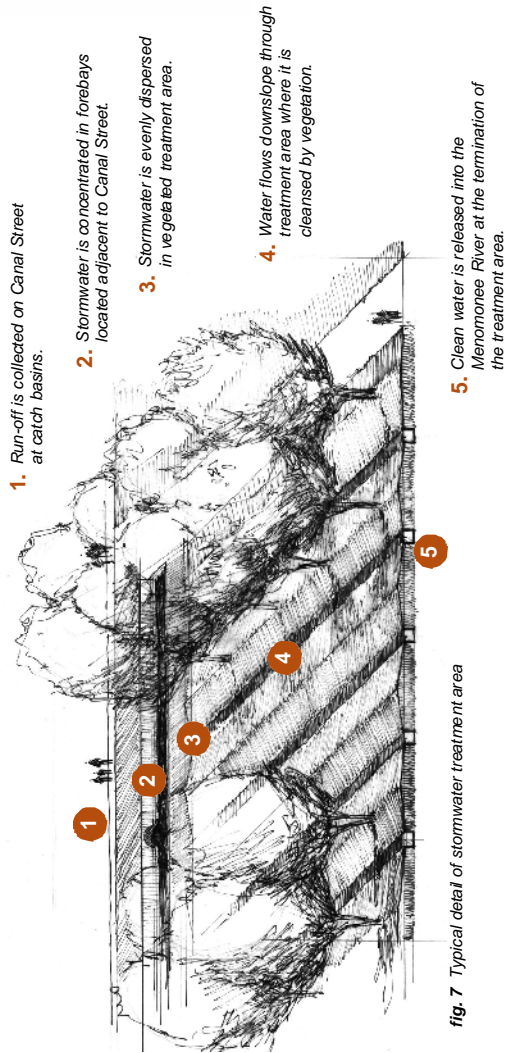 1. Run-off is collected on Canal Street
at catch basins.
2. Stormwater is concentrated in forebays
located adjacent to Canal Street.
3. Stormwater is evenly dispersed
in vegetated treatment area.
4. Water flows downslope through
treatment area where it is
cleansed by vegetation.
5. Clean water is released into the
Menomonee River at the termination of
the treatment area.
1
2
3
4
5
fig. 7 Typical detail of stormwater treatment area